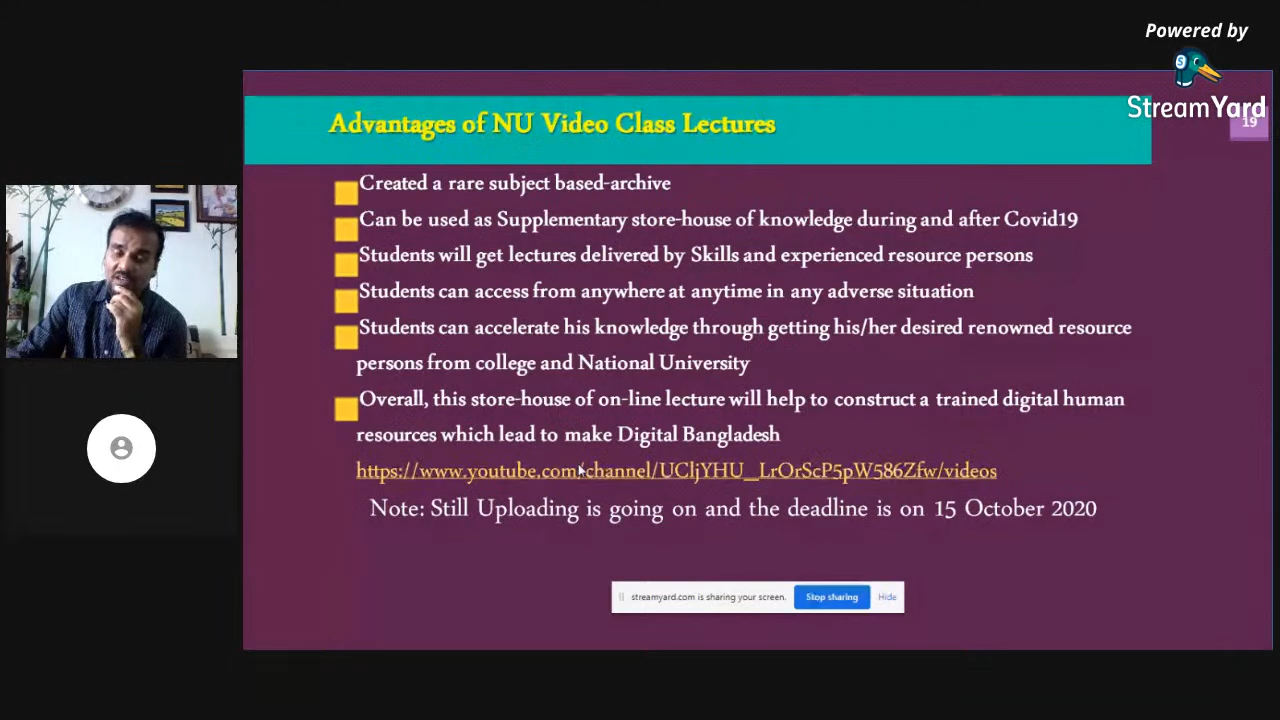 Powered by
StreamYard
19
Advantages of NU Video Class Lectures
Created a rare subject based-archive
Can be used as Supplementary store-house of knowledge during and after Covid19
Students will get lectures delivered by Skills and experienced resource persons
Students can access from anywhere at anytime in any adverse situation
Students can accelerate his knowledge through getting his/her desired renowned resource
persons from college and National University
Overall, this store-house of on-line lecture will help to construct a trained digital human
resources which lead to make Digital Bangladesh
https://www.youtube.com/channel/UCljYHU_LrOrScP5pW586Zfw/videos
Note: Still Uploading is going on and the deadline is on 15 October 2020
streamyard.com is sharing your screen.
Stop sharing
Hide